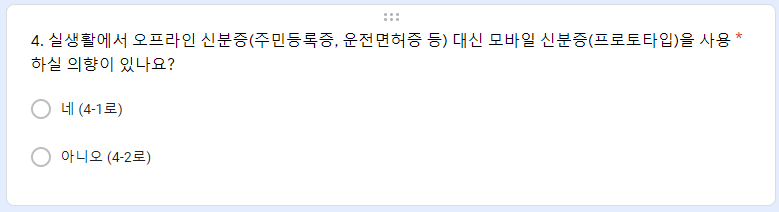 4. 실생활에서 오프라인 신분증(주민등록증, 운전면허증 등) 대신 모바일 신분증(프로토타입)을 사용 *
하실 의향이 있나요?
네 (4-1로)
아니오 (4-2로)